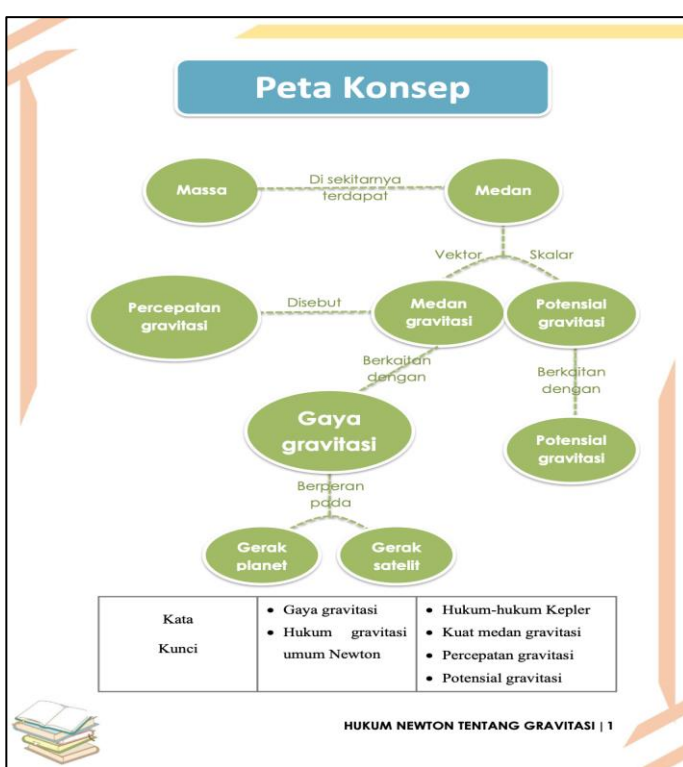 Peta Konsep
Massa
Di sekitarnya
terdapat
Medan
Vektor
Skalar
Percepatan
gravitasi
Disebut
Medan
gravitasi
Potensial
gravitasi
Berkaitan
dengan
Berkaitan
dengan
Gaya
gravitasi
Potensial
gravitasi
Berperan
pada
Gerak
planet
Gerak
satelit
Kata
Kunci
• Gaya gravitasi
• Hukum gravitasi
umum Newton
• Hukum-hukum Kepler
• Kuat medan gravitasi
• Percepatan gravitasi
• Potensial gravitasi
HUKUM NEWTON TENTANG GRAVITASI | 1